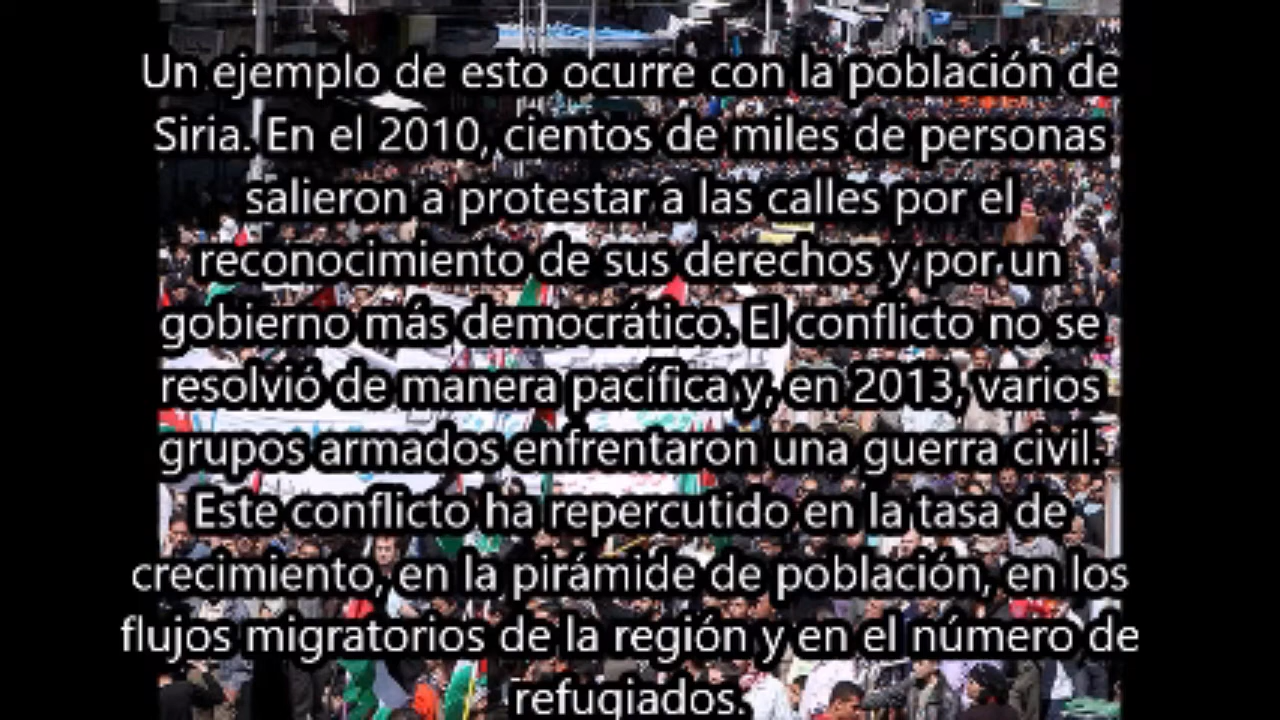 Un ejemplo de esto ocurre con la población de
Siria. En el 2010, cientos de miles de personas
salieron a protestar a las calles por el
reconocimiento de sus derechos y por un
gobierno más democrático. El conflicto no se
resolvió de manera pacífica y, en 2013, varios
grupos armados enfrentaron una guerra civil.
Este conflicto ha repercutido en la tasa de
crecimiento, en la pirámide de población, en los
flujos migratorios de la región y en el número de
refugiados.